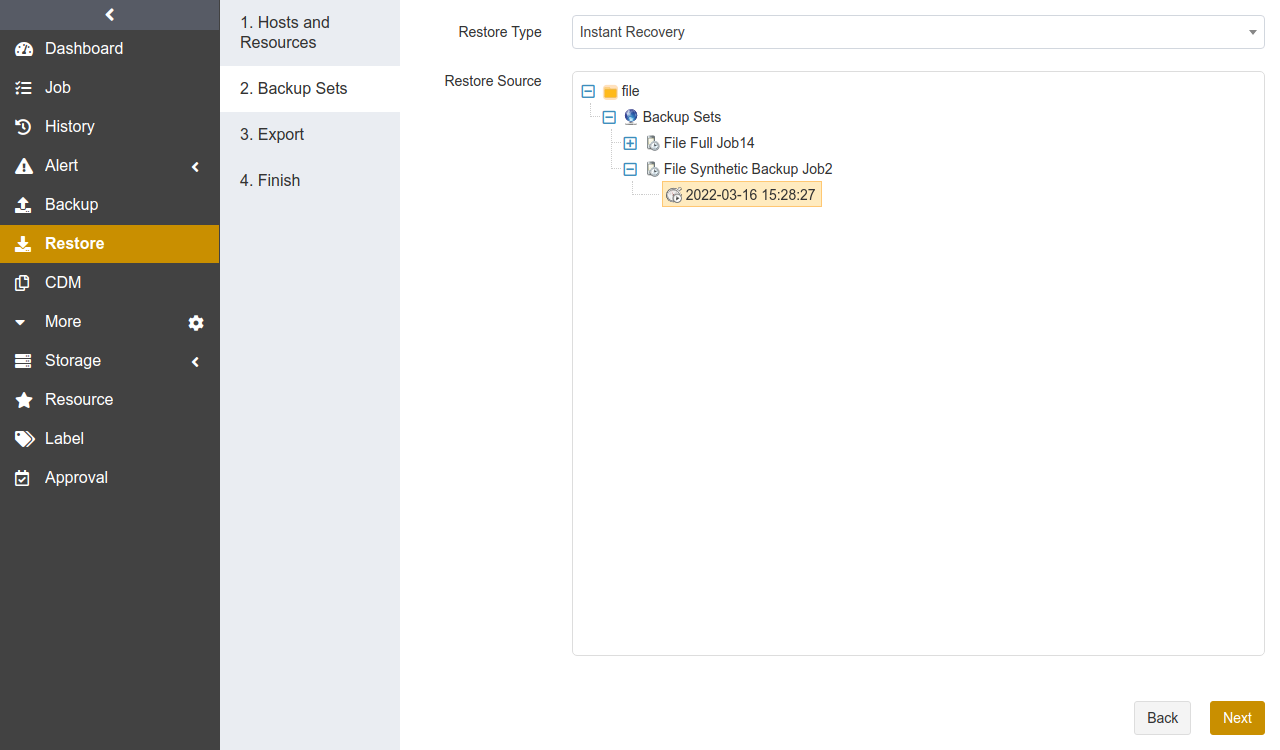 Dashboard
Job
History
Alert
Backup
Restore
CDM
More
Storage
Resource
Label
Approval
1. Hosts and
Resources
2. Backup Sets
3. Export
4. Finish
Restore Type
Instant Recovery
Restore Source
file
Backup Sets
File Full Job14
File Synthetic Backup Job2
2022-03-16 15:28:27
Back
Next